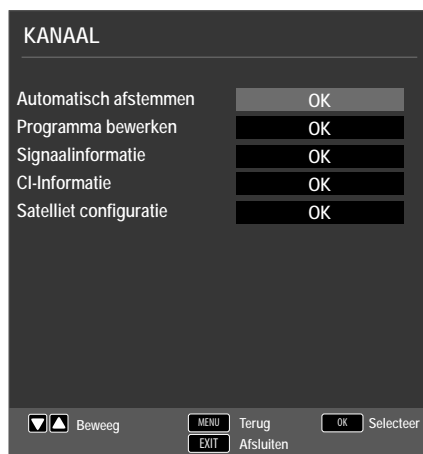 KANAAL
Automatisch afstemmen OK
Programma bewerken OK
Signaalinformatie OK
CI-Informatie OK
Satelliet configuratie OK
Beweeg MENU Terug OK Selecteer
EXIT Afsluiten